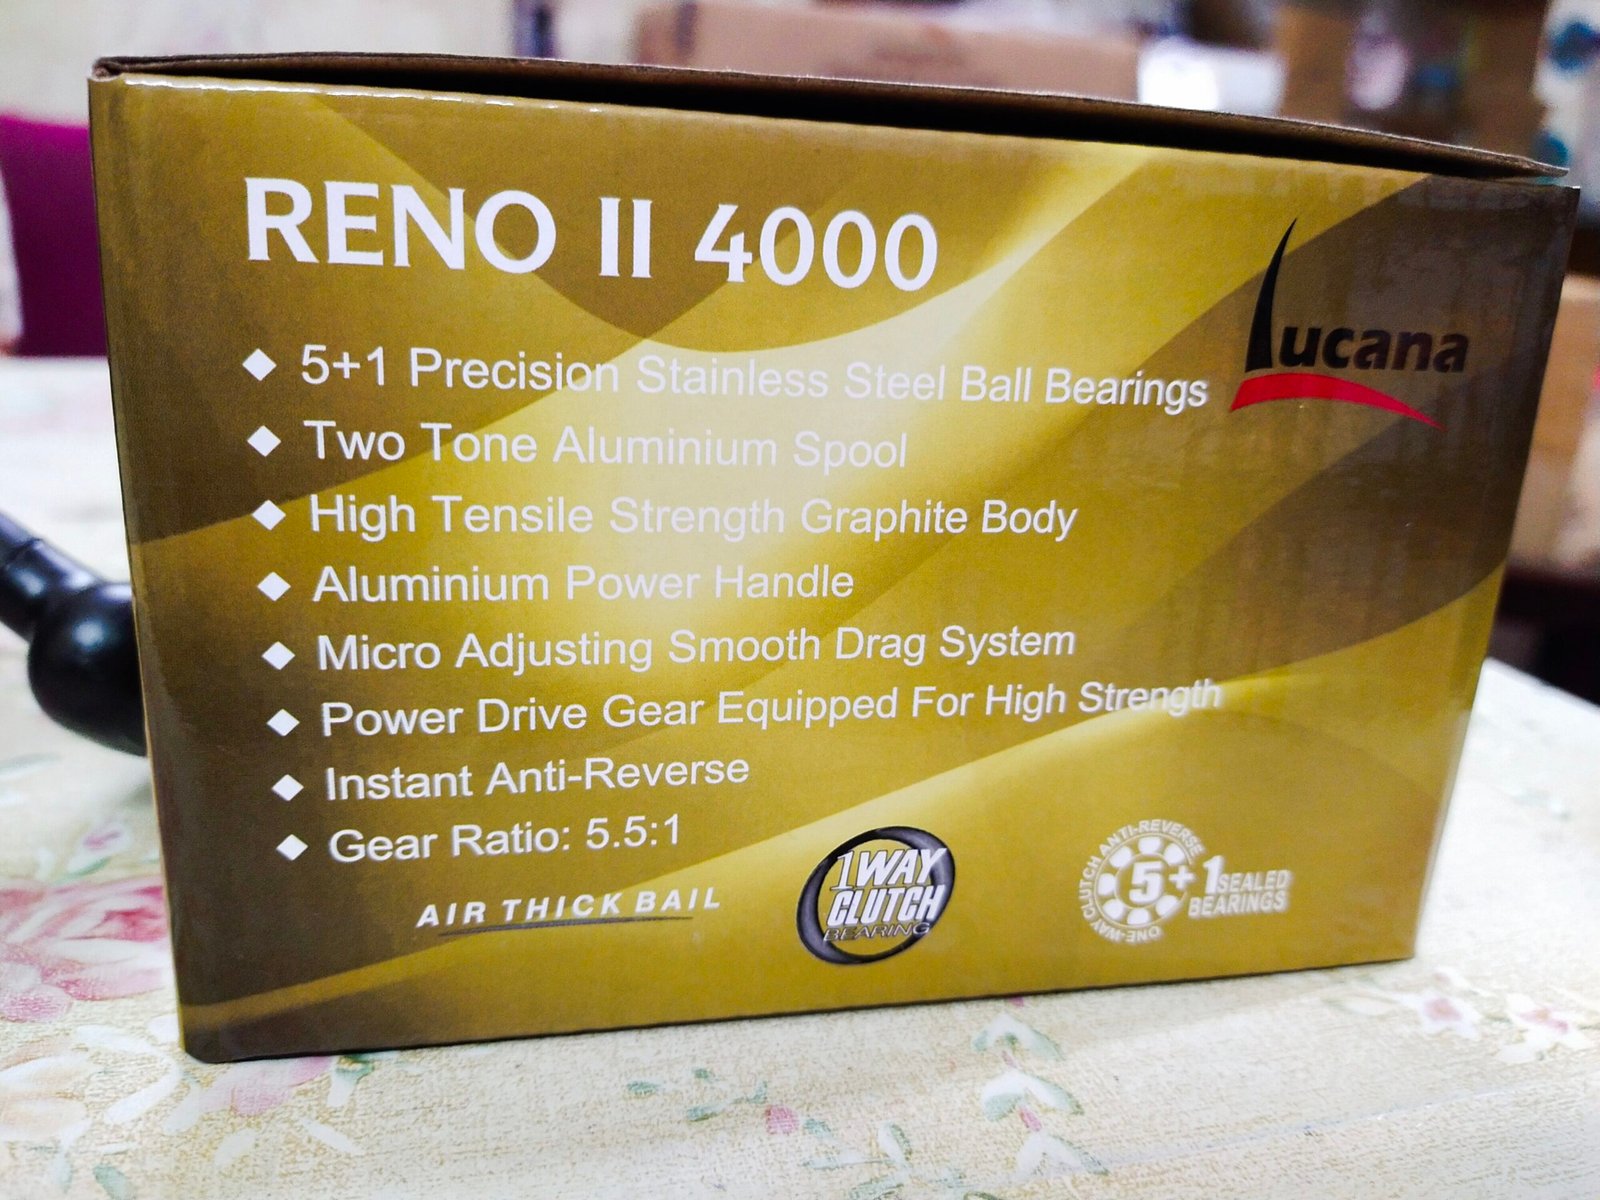 RENO II 4000
Lucana
5+1 Precision Stainless Steel Ball Bearings
Two Tone Aluminium Spool
High Tensile Strength Graphite Body
Aluminium Power Handle
Micro Adjusting Smooth Drag System
Power Drive Gear Equipped For High Strength
Instant Anti-Reverse
Gear Ratio: 5.5:1
AIR THICK BAIL
1WAY
CLUTCH
BEARING
ONE-WAY CLUTCH ANTI-REVERSE
5+1 SEALED
BEARINGS